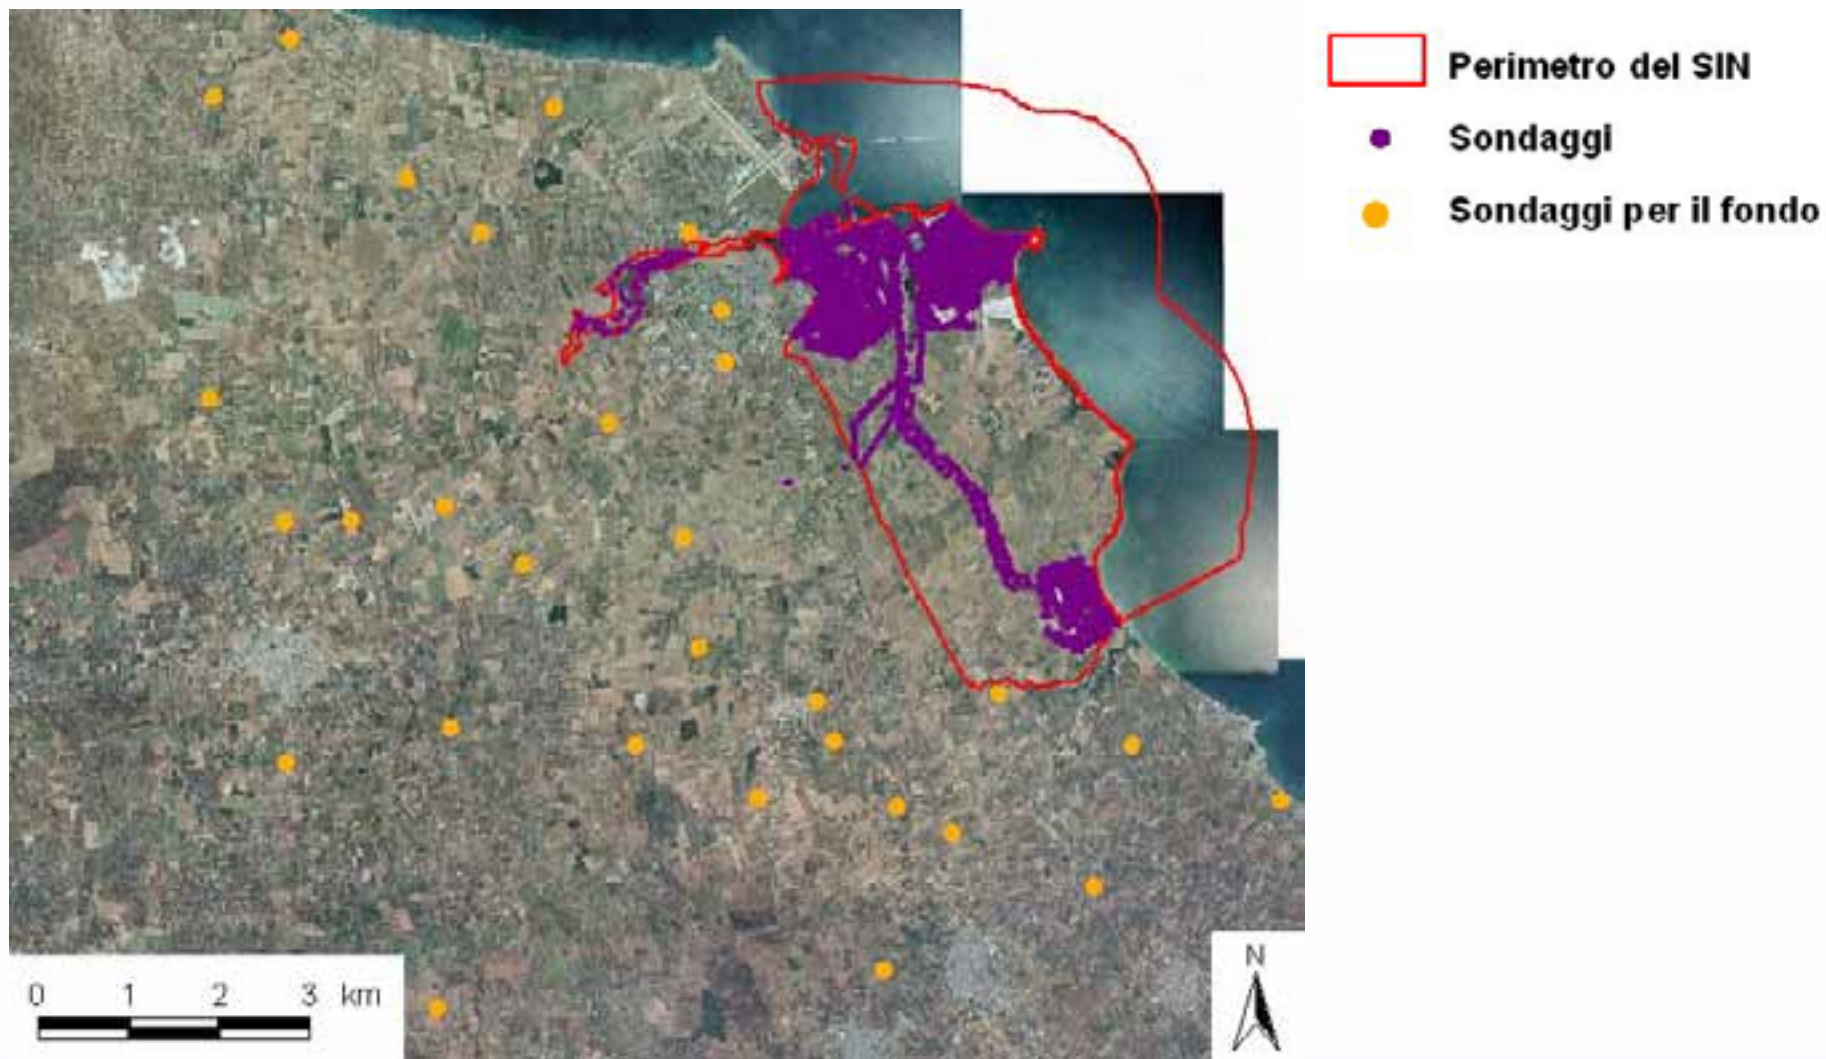 Perimetro del SIN
Sondaggi
Sondaggi per il fondo
N
0 1 2 3 km